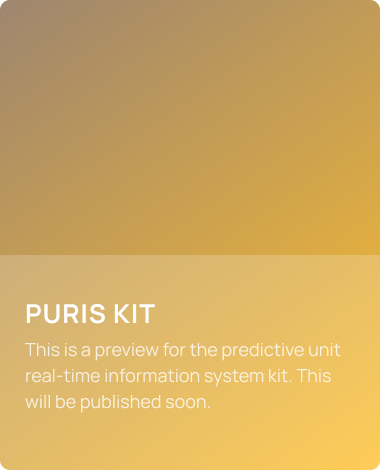 PURIS KIT
This is a preview for the predictive unit
real-time information system kit. This
will be published soon.